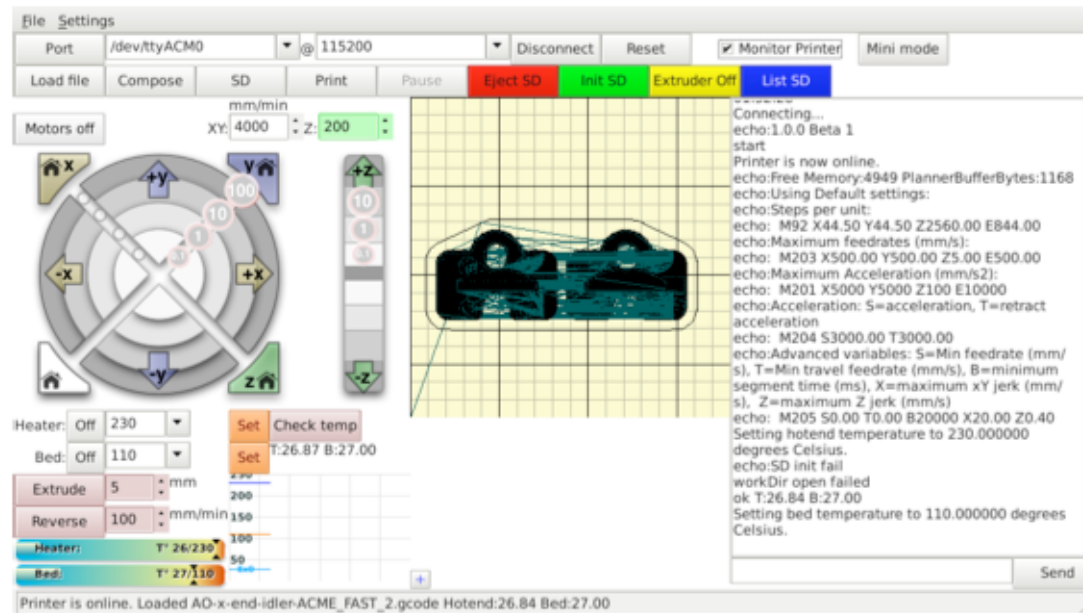 File Settings
Port /dev/ttyACM0 @ 115200 Disconnect Reset Monitor Printer Mini mode
Load file Compose SD Print Pause Eject SD Init SD Extruder Off List SD
mm/min
Motors off XY: 4000 Z: 200
x +y y +z
100
10 10
1 1
-x +x
-y z -z
Heater: Off 230 Set Check temp
Bed: Off 110 Set T:26.87 B:27.00
Extrude 5 mm
Reverse 100 mm/min
200
150
100
50
Heater: T° 26/230
Bed: T° 27/110
+
Connecting...
echo:1.0.0 Beta 1
start
Printer is now online.
echo:Free Memory:4949 PlannerBufferBytes:1168
echo:Using Default settings:
echo:Steps per unit:
echo: M92 X44.50 Y44.50 Z2560.00 E844.00
echo:Maximum feedrates (mm/s):
echo: M203 X500.00 Y500.00 Z5.00 E500.00
echo:Maximum Acceleration (mm/s2):
echo: M201 X5000 Y5000 Z100 E10000
echo:Acceleration: S=acceleration, T=retract
acceleration
echo: M204 S3000.00 T3000.00
echo:Advanced variables: S=Min feedrate (mm/
s), T=Min travel feedrate (mm/s), B=minimum
segment time (ms), X=maximum xY jerk (mm/
s), Z=maximum Z jerk (mm/s)
echo: M205 S0.00 T0.00 B20000 X20.00 Z0.40
Setting hotend temperature to 230.000000
degrees Celsius.
echo:SD init fail
workDir open failed
ok T:26.84 B:27.00
Setting bed temperature to 110.000000 degrees
Celsius.
Send
Printer is online. Loaded AO-x-end-idler-ACME_FAST_2.gcode Hotend:26.84 Bed:27.00